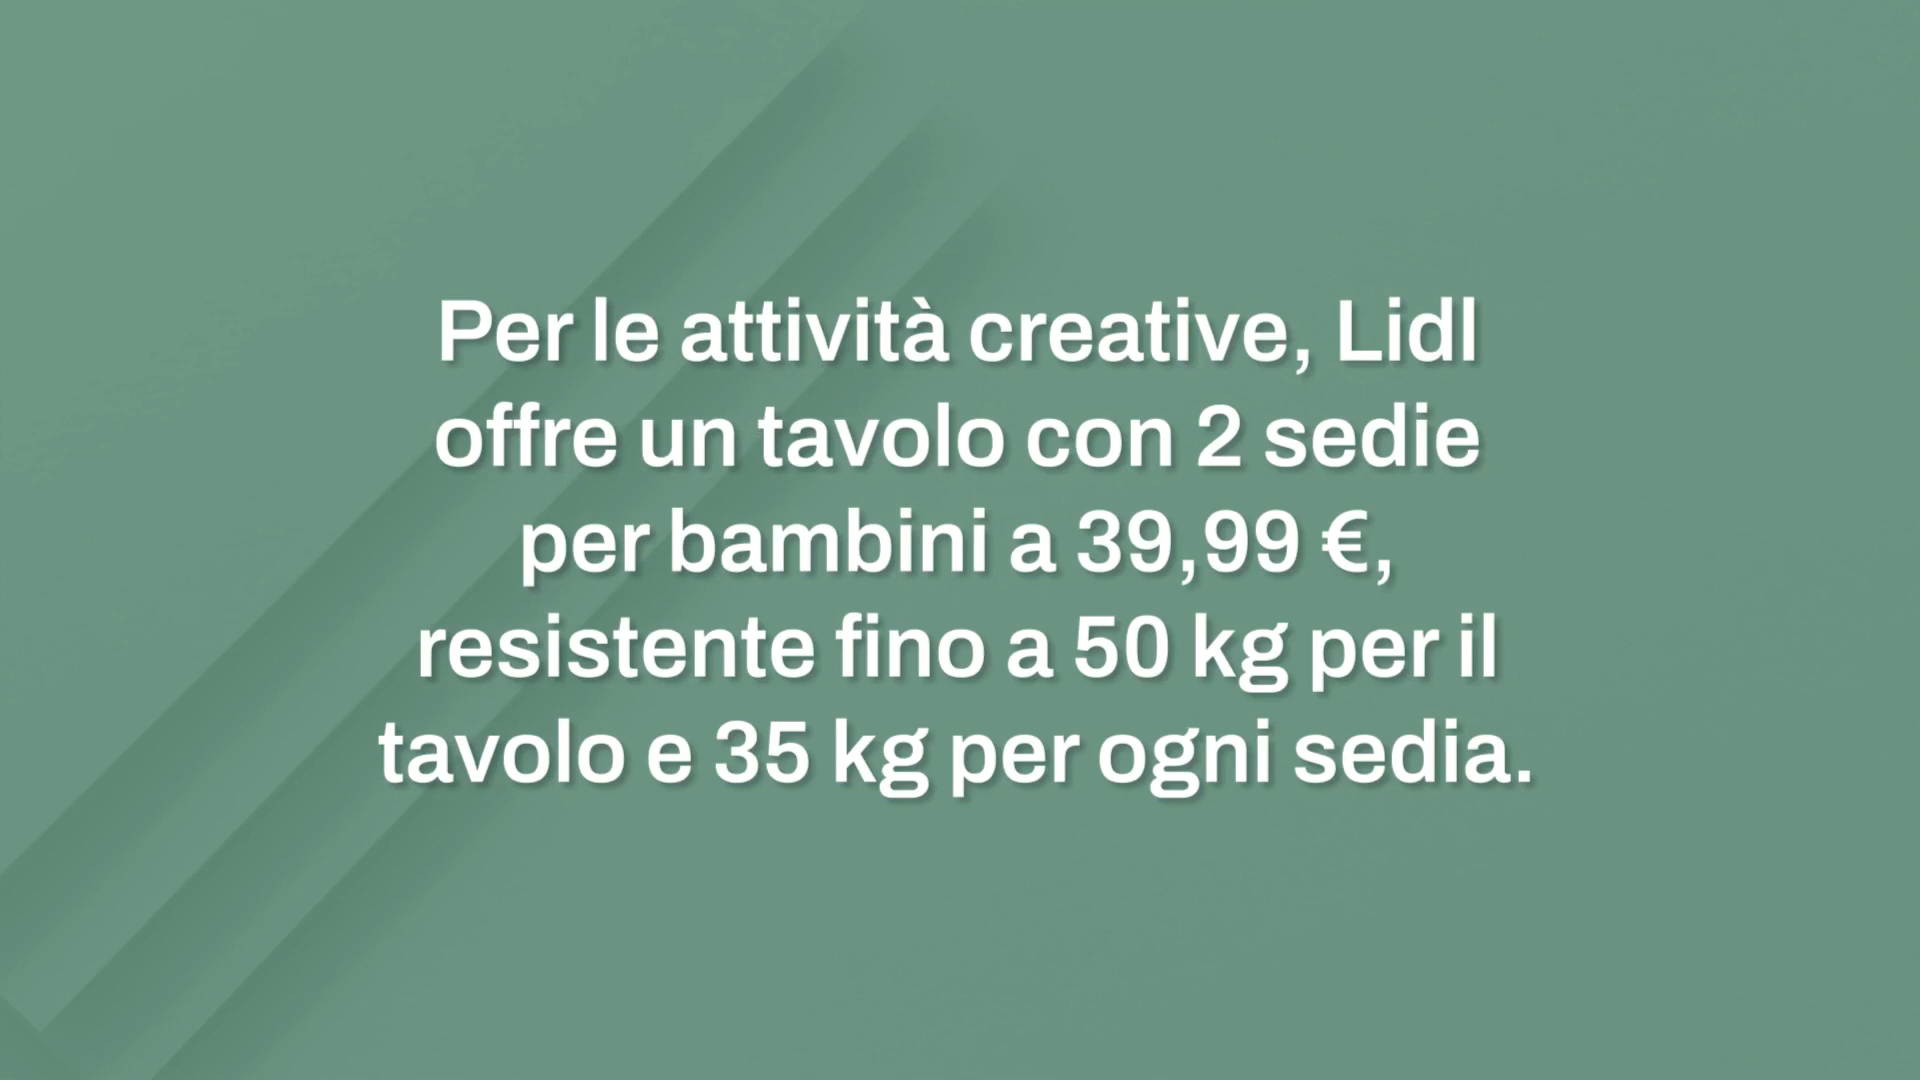 Per le attività creative, Lidl
offre un tavolo con 2 sedie
per bambini a 39,99 €,
resistente fino a 50 kg per il
tavolo e 35 kg per ogni sedia.